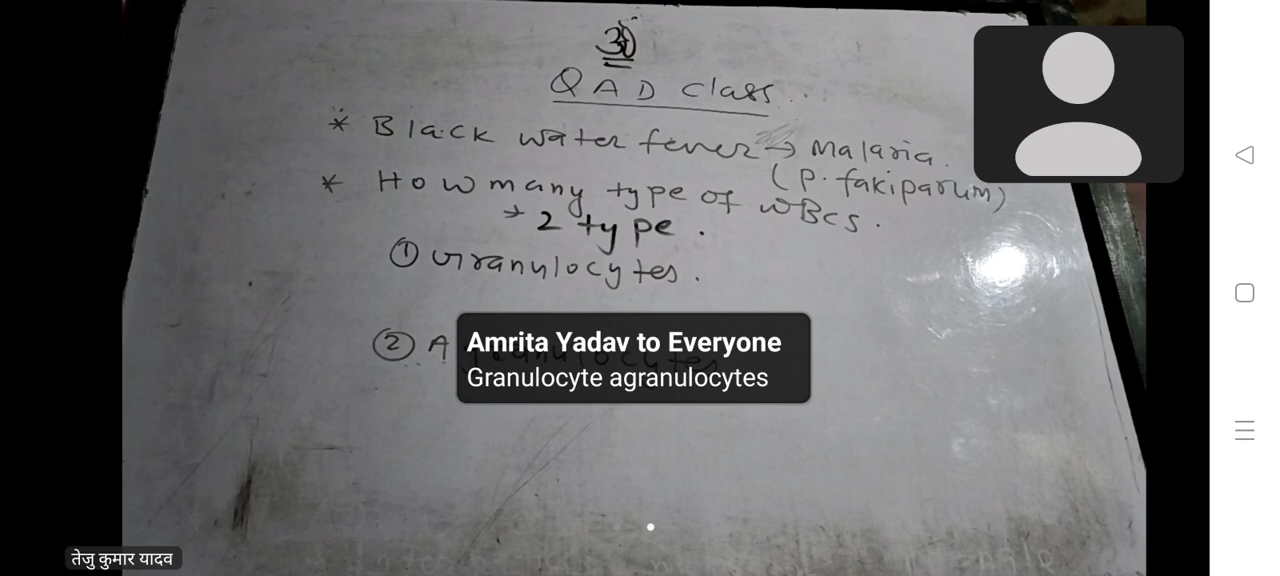 ॐ
QAD class
* Black water fever → Malaria.
(P. fakiparum)
* How many type of WBCs.
→ 2 type.
① Granulocytes.
② Agranulocytes
Amrita Yadav to Everyone
Granulocyte agranulocytes
तेजु कुमार यादव